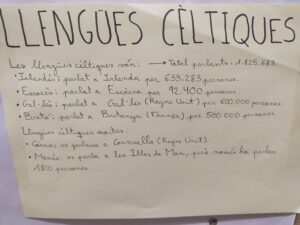 LLENGÜES CÈLTIQUES
Les llengües cèltiques són: → Total parlants: 1.825.683
• Irlandès: parlat a Irlanda per 633.283 persones.
• Escocès: parlat a Escòcia per 92.400 persones.
• Gal·lès: parlat a Gal·les (Regne Unit) per 600.000 persones
• Bretó: parlat a Bretanya (França) per 500.000 persones.
Llengües cèltiques mortes:
• Còrnic: es parlava a Cornualla (Regne Unit)
• Manès: es parla a les Illes de Man, però només ho parlen
1.800 persones